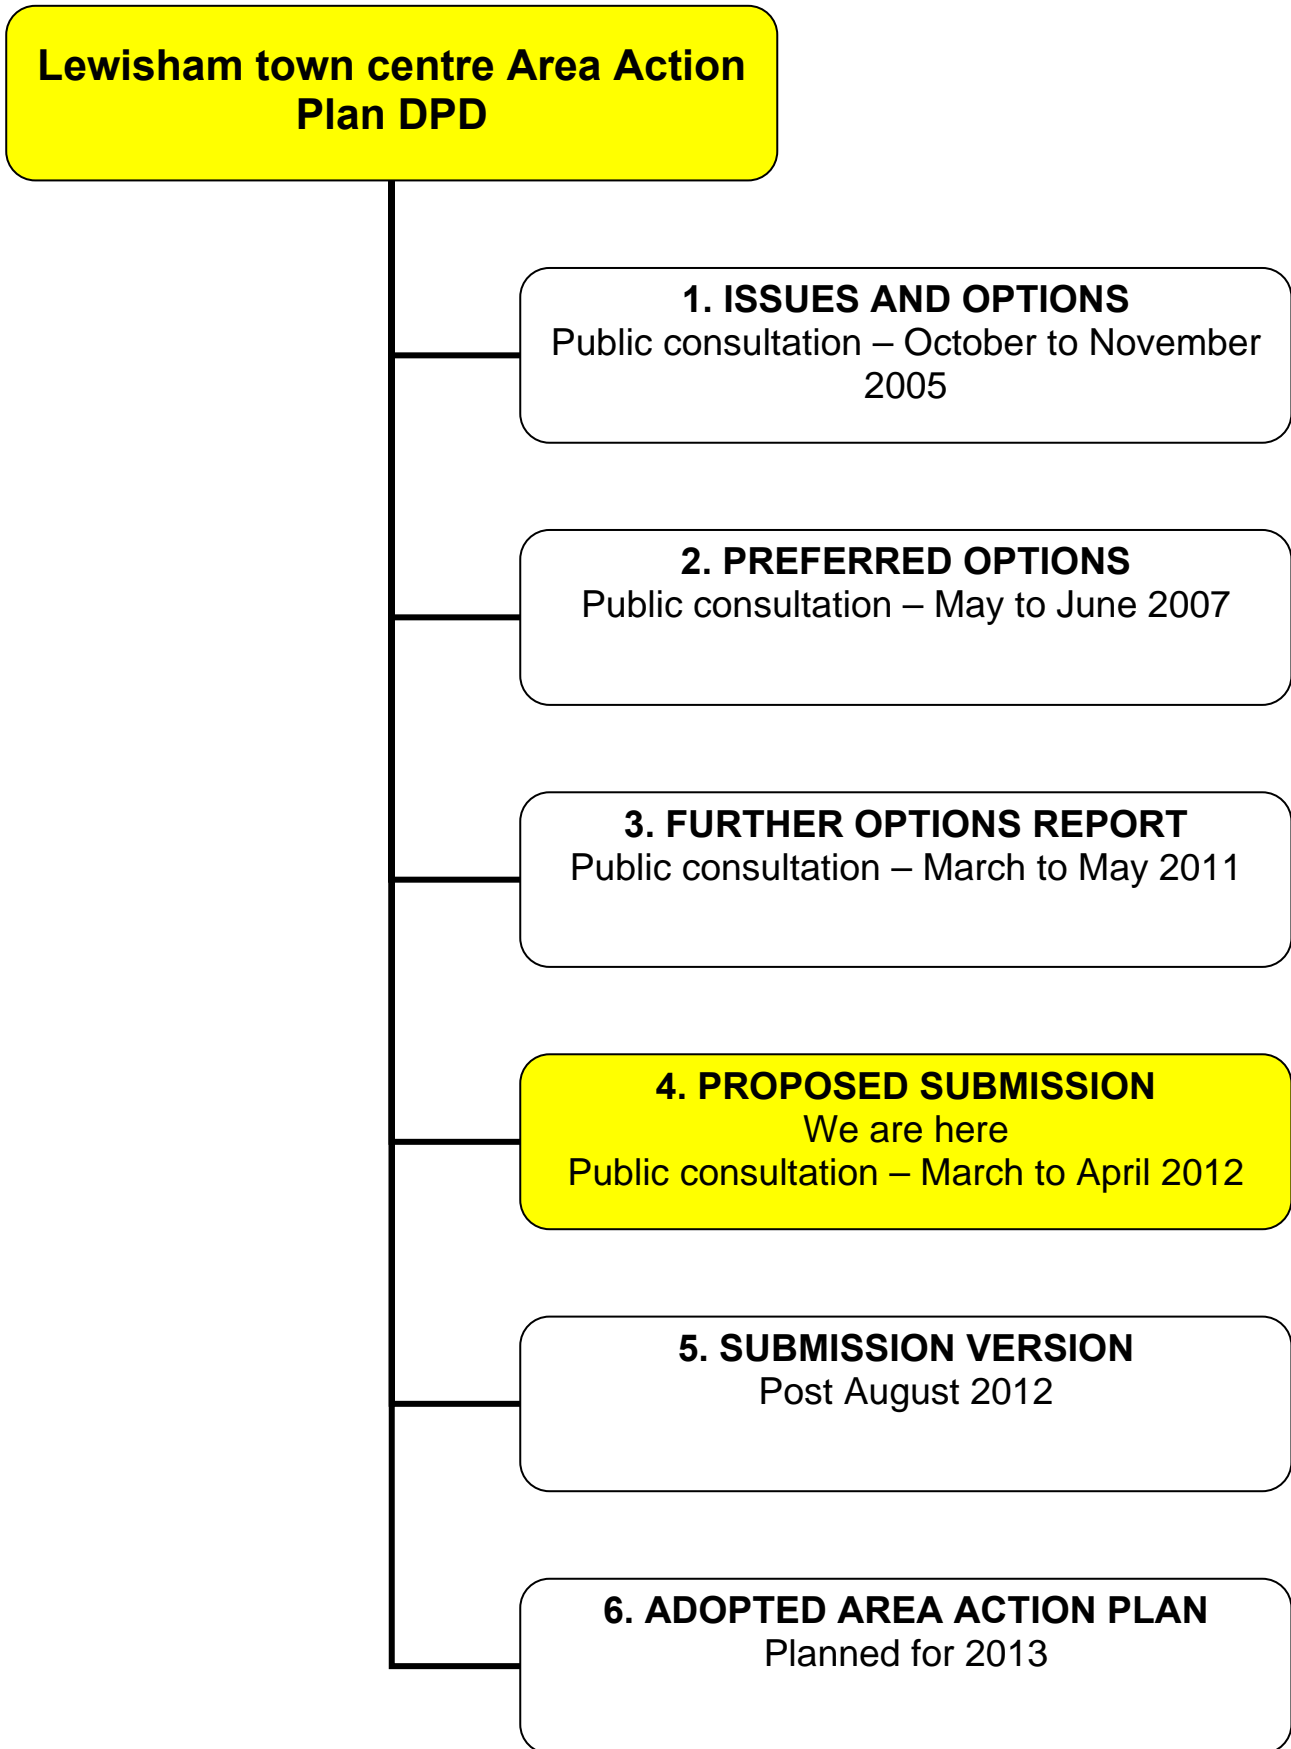 Lewisham town centre Area Action
Plan DPD
1. ISSUES AND OPTIONS
Public consultation – October to November
2005
2. PREFERRED OPTIONS
Public consultation – May to June 2007
3. FURTHER OPTIONS REPORT
Public consultation – March to May 2011
4. PROPOSED SUBMISSION
We are here
Public consultation – March to April 2012
5. SUBMISSION VERSION
Post August 2012
6. ADOPTED AREA ACTION PLAN
Planned for 2013